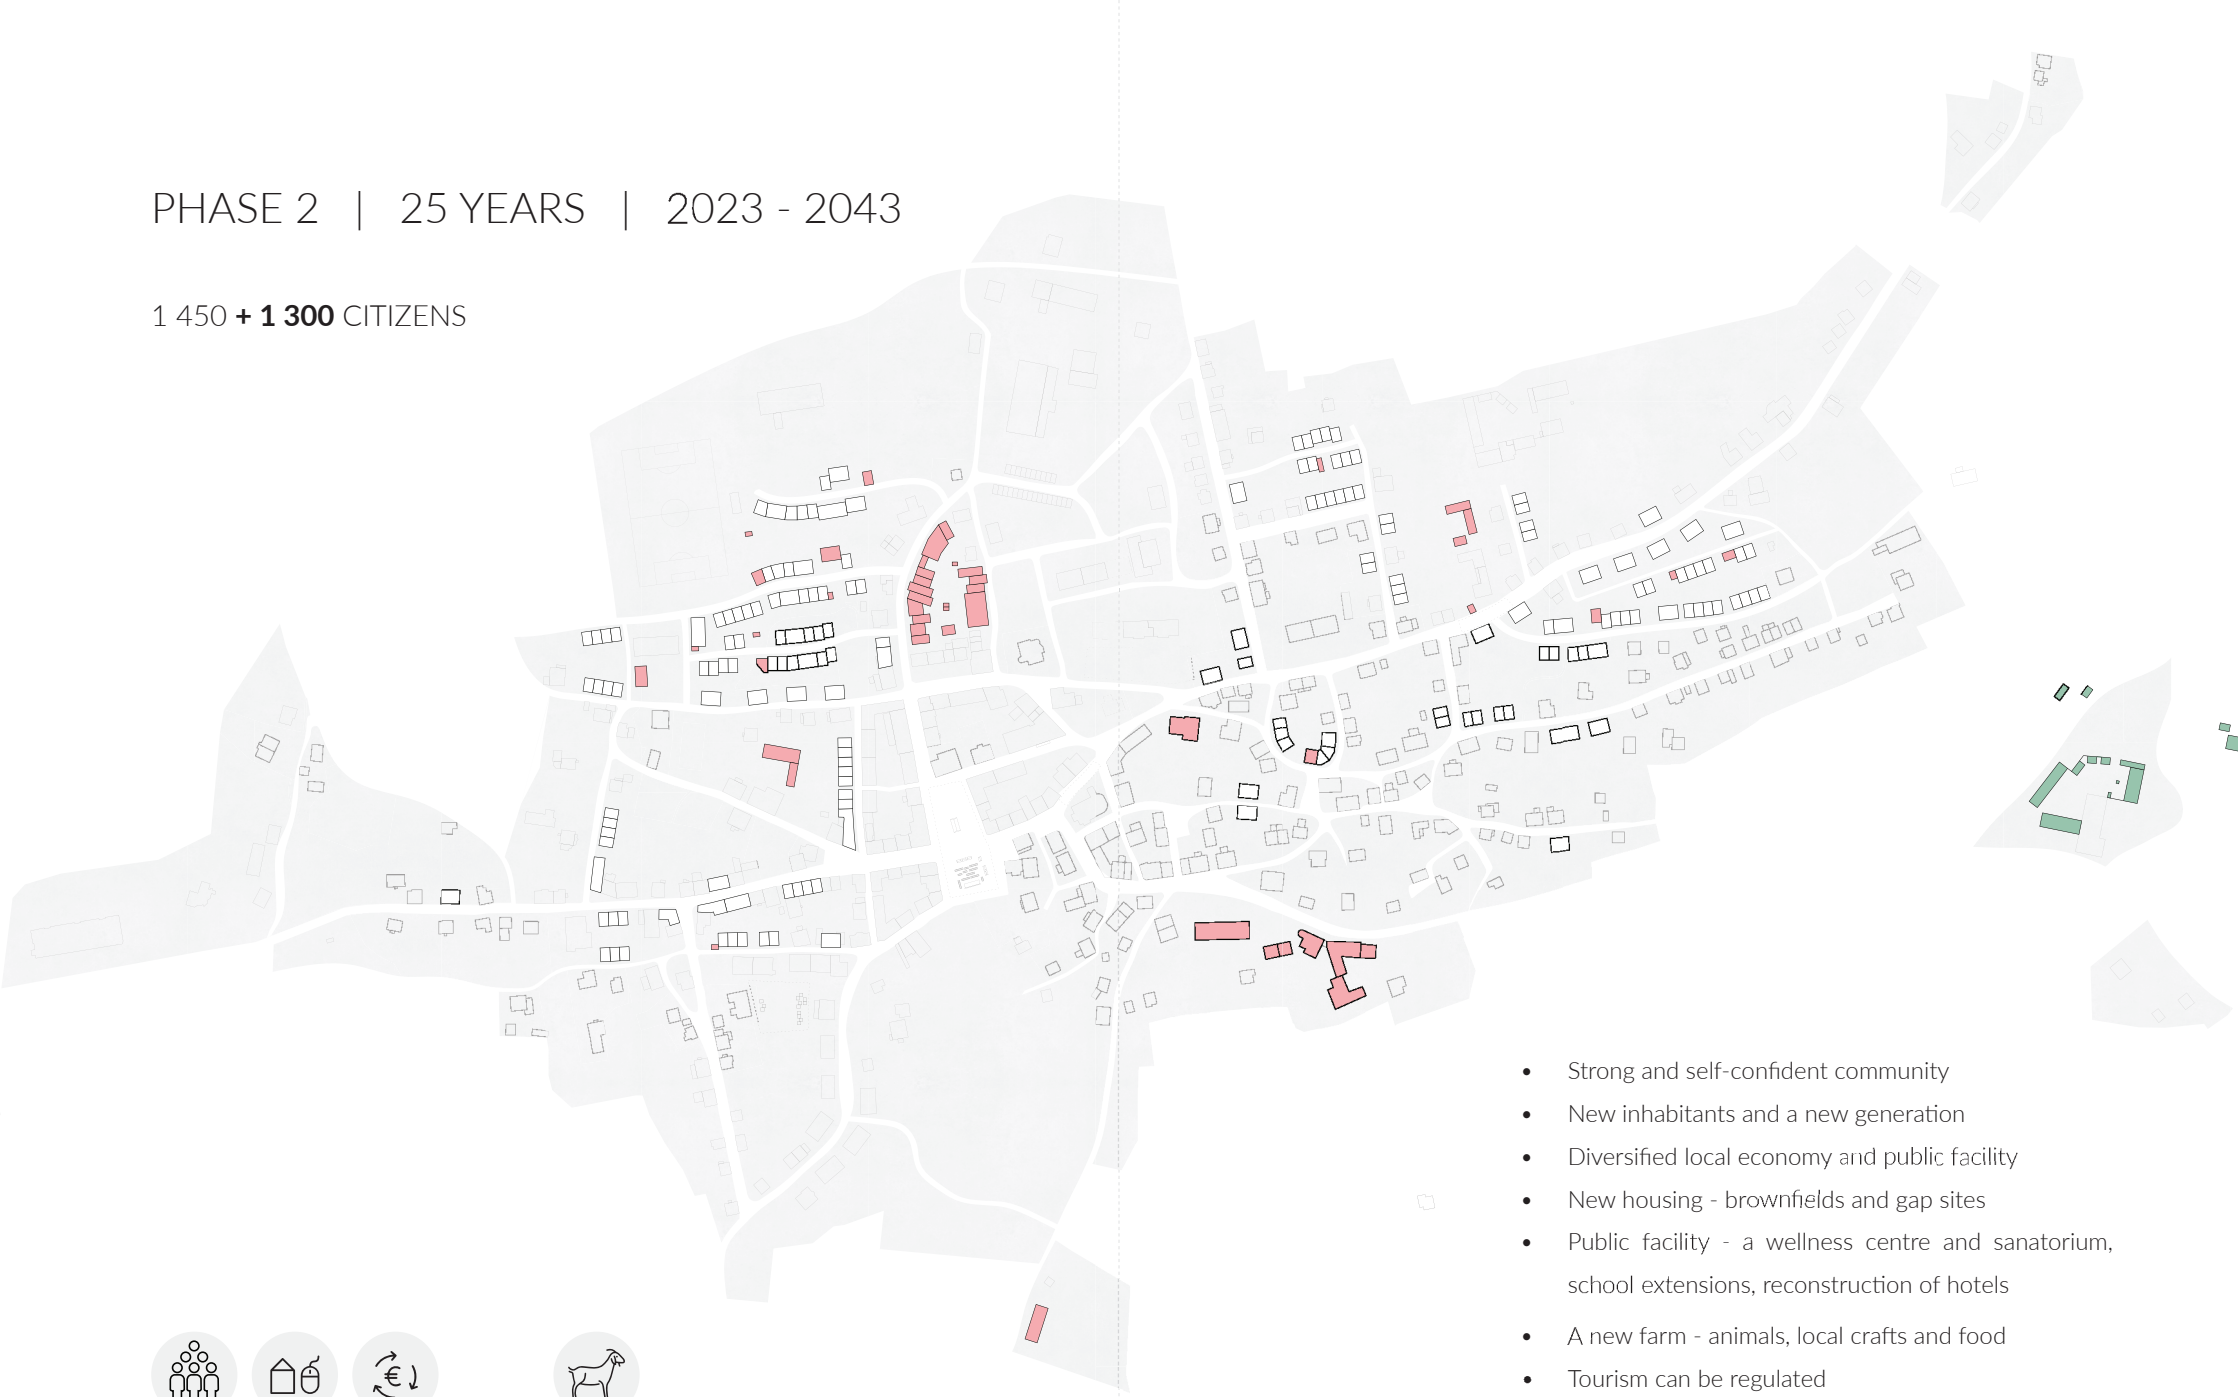 PHASE 2 | 25 YEARS | 2023 - 2043
1 450 + 1 300 CITIZENS
• Strong and self-confident community
• New inhabitants and a new generation
• Diversified local economy and public facility
• New housing - brownfields and gap sites
• Public facility - a wellness centre and sanatorium,
school extensions, reconstruction of hotels
• A new farm - animals, local crafts and food
• Tourism can be regulated
€